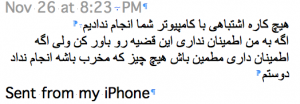 Nov 26 at 8:23 PM
هیچ کاره اشتباهی با کامپیوتر شما انجام ندادیم.
اگه به من اطمینان نداری این قضیه رو باور کن ولی اگه
اطمینان داری مطمین باش هیچ چیز که مخرب باشه انجام نداد
دوستم
Sent from my iPhone